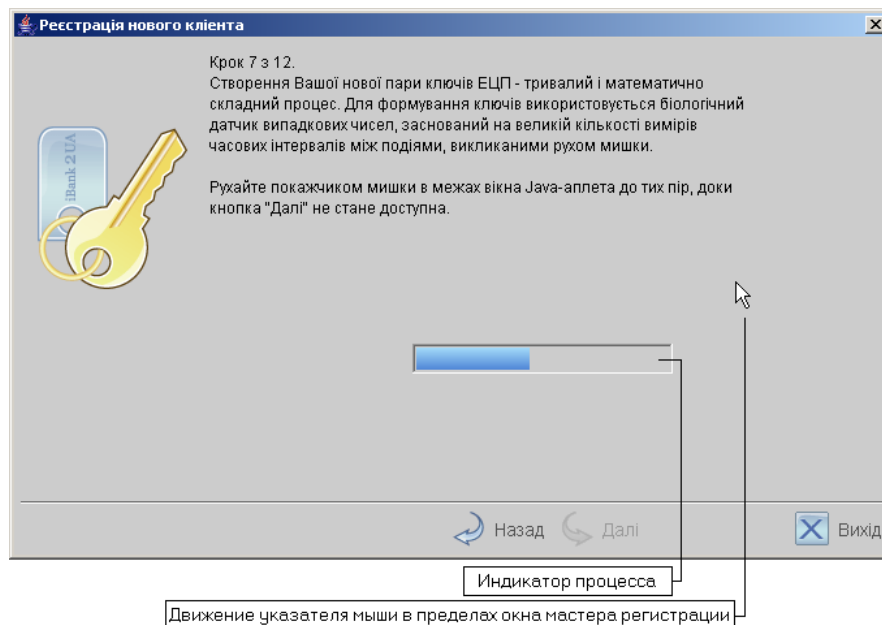 Реєстрація нового клієнта
Крок 7 з 12.
Створення Вашої нової пари ключів ЕЦП - тривалий і математично
складний процес. Для формування ключів використовується біологічний
датчик випадкових чисел, заснований на великій кількості вимірів
часових інтервалів між подіями, викликаними рухом мишки.
Рухайте покажчиком мишки в межах вікна Java-аплета до тих пір, доки
кнопка "Далі" не стане доступна.
iBank 2 UA
Назад Далі Вихід
Индикатор процесса
Движение указателя мыши в пределах окна мастера регистрации